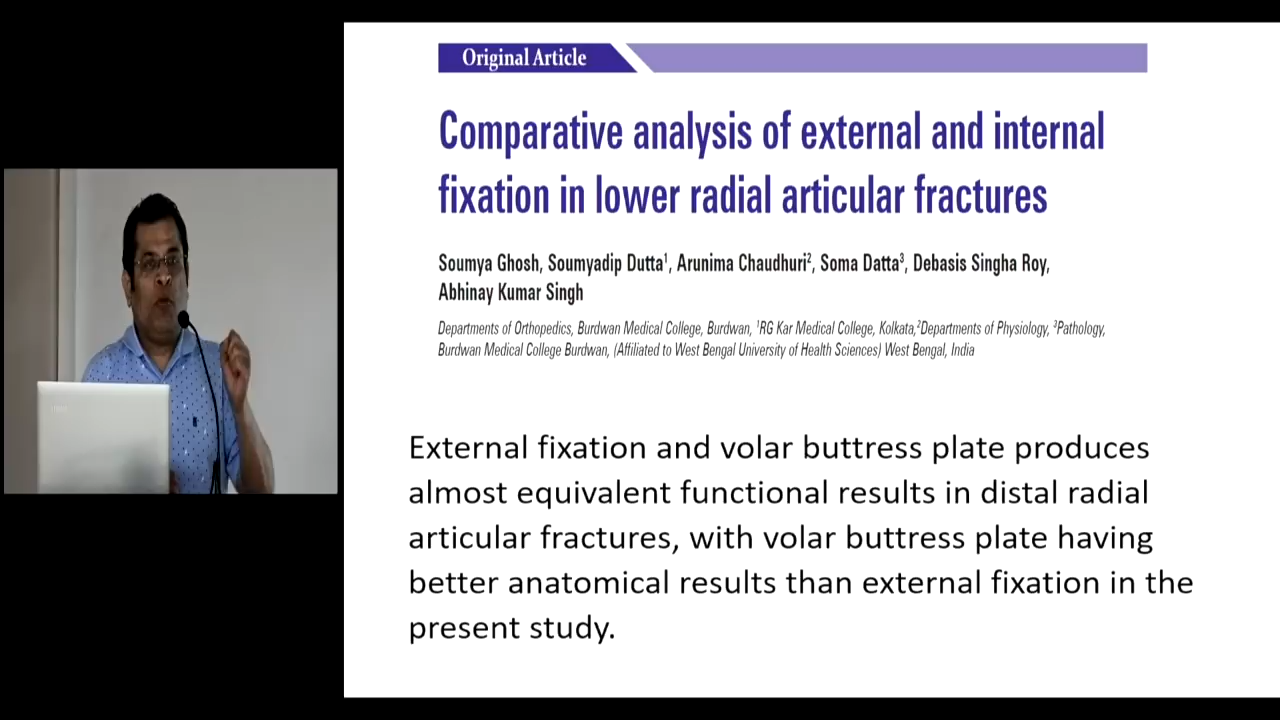 Original Article
Comparative analysis of external and internal
fixation in lower radial articular fractures
Soumya Ghosh, Soumyadip Dutta¹, Arunima Chaudhuri², Soma Datta³, Debasis Singha Roy,
Abhinay Kumar Singh
Departments of Orthopedics, Burdwan Medical College, Burdwan, ¹RG Kar Medical College, Kolkata,²Departments of Physiology, ³Pathology,
Burdwan Medical College Burdwan, (Affiliated to West Bengal University of Health Sciences) West Bengal, India
External fixation and volar buttress plate produces
almost equivalent functional results in distal radial
articular fractures, with volar buttress plate having
better anatomical results than external fixation in the
present study.